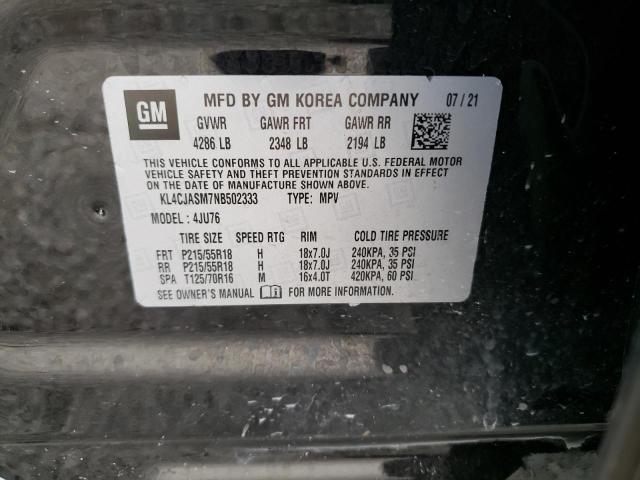 GM MFD BY GM KOREA COMPANY 07 / 21
GVWR GAWR FRT GAWR RR
4286 LB 2348 LB 2194 LB
THIS VEHICLE CONFORMS TO ALL APPLICABLE U.S. FEDERAL MOTOR
VEHICLE SAFETY AND THEFT PREVENTION STANDARDS IN EFFECT ON
THE DATE OF MANUFACTURE SHOWN ABOVE.
KL4CJASM7NB502333 TYPE: MPV
MODEL : 4JU76
TIRE SIZE SPEED RTG RIM COLD TIRE PRESSURE
FRT P215/55R18 H 18x7.0J 240KPA, 35 PSI
RR P215/55R18 H 18x7.0J 240KPA, 35 PSI
SPA T125/70R16 M 16x4.0T 420KPA, 60 PSI
SEE OWNER'S MANUAL FOR MORE INFORMATION.